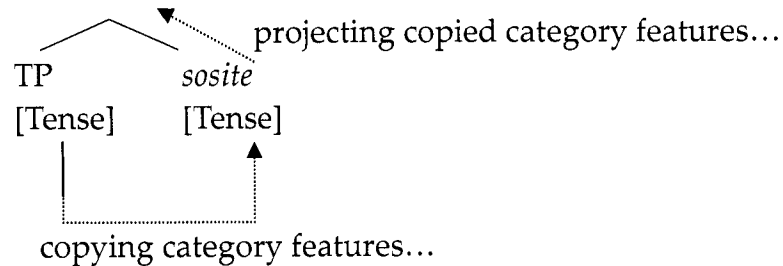 projecting copied category features…
TP sosite
[Tense] [Tense]
copying category features…